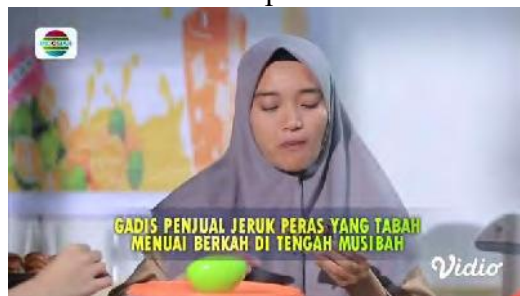 GADIS PENJUAL JERUK PERAS YANG TABAH
MENUAI BERKAH DI TENGAH MUSIBAH
Vidio